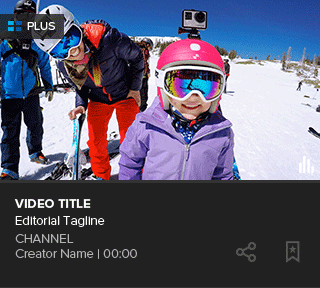 PLUS
VIDEO TITLE
Editorial Tagline
CHANNEL
Creator Name | 00:00